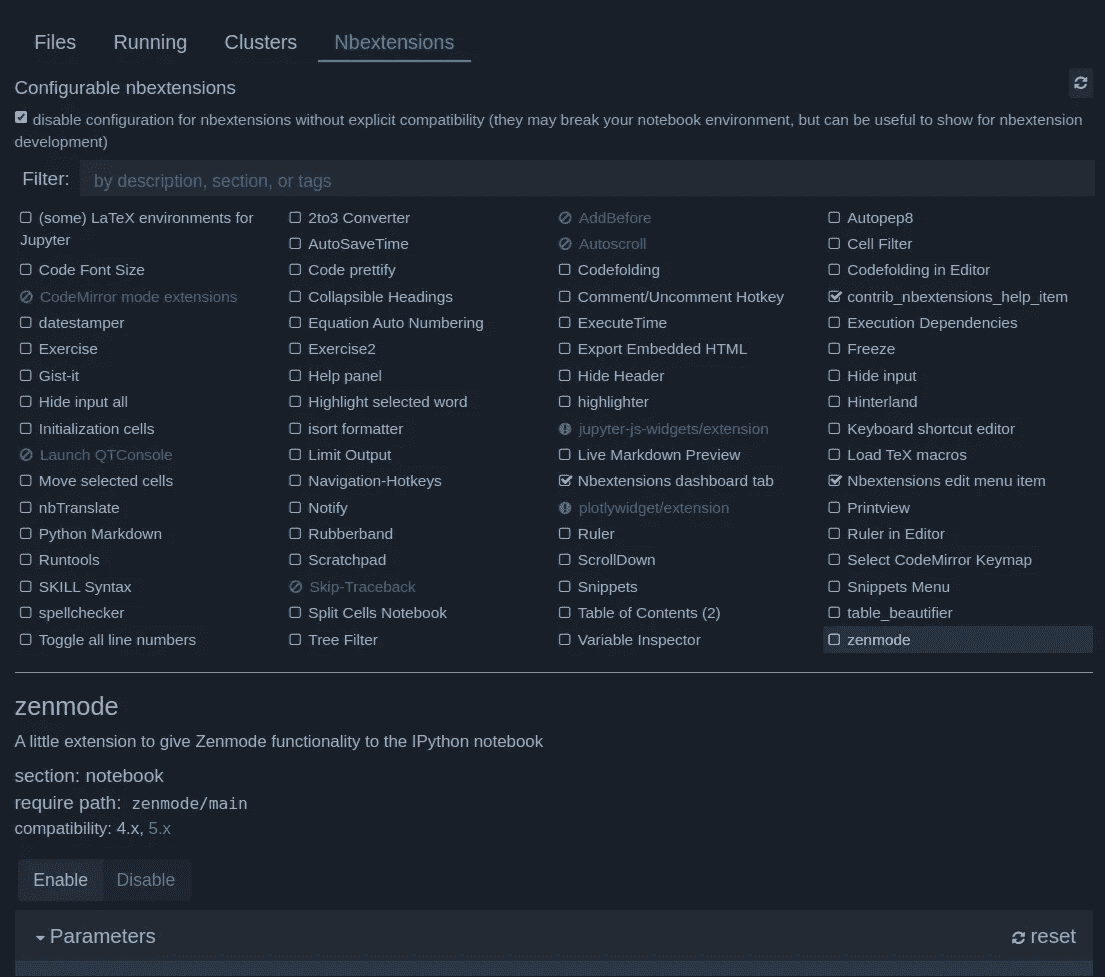 Files Running Clusters Nbextensions
Configurable nbextensions
disable configuration for nbextensions without explicit compatibility (they may break your notebook environment, but can be useful to show for nbextension
development)
Filter: by description, section, or tags
(some) LaTeX environments for
Jupyter
2to3 Converter
AddBefore
Autopep8
AutoSaveTime
Autoscroll
Cell Filter
Code Font Size
Code prettify
Codefolding
Codefolding in Editor
CodeMirror mode extensions
Collapsible Headings
Comment/Uncomment Hotkey
contrib_nbextensions_help_item
datestamper
Equation Auto Numbering
ExecuteTime
Execution Dependencies
Exercise
Exercise2
Export Embedded HTML
Freeze
Gist-it
Help panel
Hide Header
Hide input
Hide input all
Highlight selected word
highlighter
Hinterland
Initialization cells
isort formatter
jupyter-js-widgets/extension
Keyboard shortcut editor
Launch QTConsole
Limit Output
Live Markdown Preview
Load TeX macros
Move selected cells
Navigation-Hotkeys
Nbextensions dashboard tab
Nbextensions edit menu item
nbTranslate
Notify
plotlywidget/extension
Printview
Python Markdown
Rubberband
Ruler
Ruler in Editor
Runtools
Scratchpad
ScrollDown
Select CodeMirror Keymap
SKILL Syntax
Skip-Traceback
Snippets
Snippets Menu
spellchecker
Split Cells Notebook
Table of Contents (2)
table_beautifier
Toggle all line numbers
Tree Filter
Variable Inspector
zenmode
zenmode
A little extension to give Zenmode functionality to the IPython notebook
section: notebook
require path: zenmode/main
compatibility: 4.x, 5.x
Enable Disable
Parameters reset